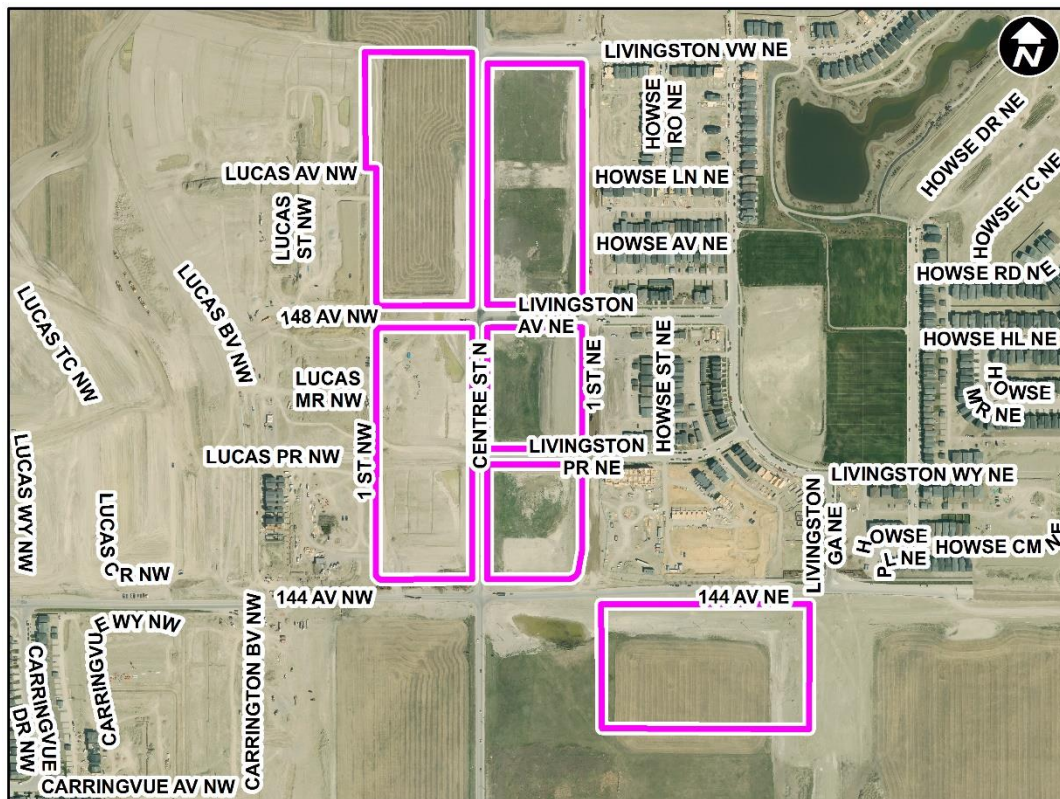 LIVINGSTON VW NE
N
HOWSE
RO NE
HOWSE DR NE
LUCAS AV NW
HOWSE LN NE
HOWSE TC NE
LUCAS
ST NW
HOWSE AV NE
HOWSE RD NE
LUCAS TC NW
LUCAS BV NW
148 AV NW
LIVINGSTON
AV NE
HOWSE HL NE
CENTRE ST N
1 ST NE
HOWSE ST NE
LUCAS
MR NW
HOWSE
MR NE
1 ST NW
LUCAS PR NW
LIVINGSTON
PR NE
LIVINGSTON WY NE
LUCAS WY NW
LUCAS
CR NW
LIVINGSTON
GA NE
HOWSE
PL NE
HOWSE CM NE
144 AV NW
144 AV NE
CARRINGVUE WY NW
CARRINGVUE
DR NW
CARRINGTON BV NW
CARRINGVUE AV NW